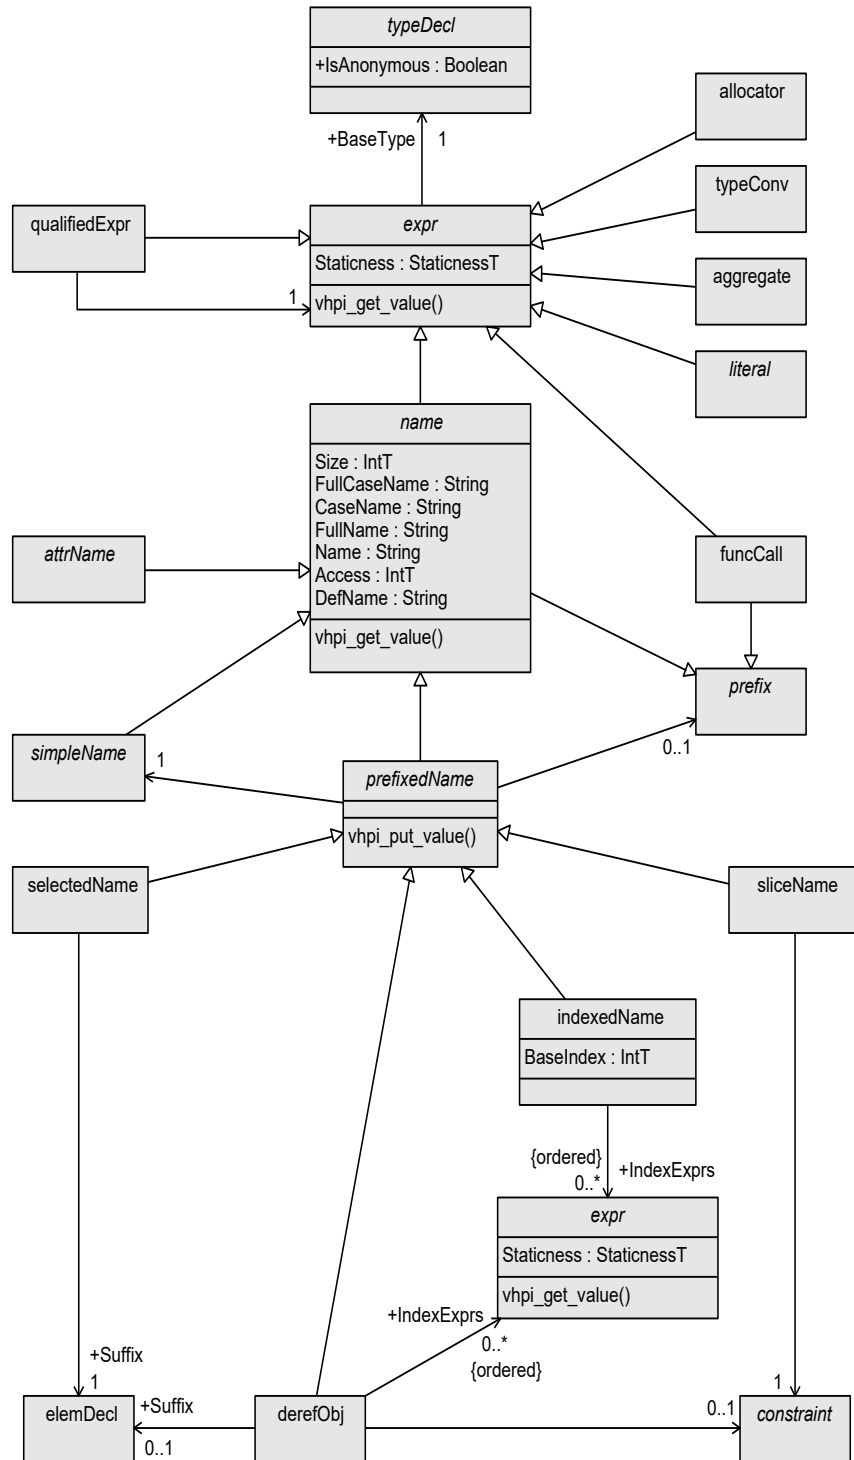 typeDecl
+IsAnonymous : Boolean
allocator
+BaseType 1
typeConv
qualifiedExpr
expr
Staticness : StaticnessT
vhpi_get_value()
1
aggregate
literal
name
Size : IntT
FullCaseName : String
CaseName : String
FullName : String
Name : String
Access : IntT
DefName : String
vhpi_get_value()
attrName
funcCall
prefix
simpleName
1
0..1
prefixedName
vhpi_put_value()
selectedName
sliceName
indexedName
BaseIndex : IntT
{ordered}
0..*
+IndexExprs
expr
Staticness : StaticnessT
vhpi_get_value()
+IndexExprs
0..*
{ordered}
+Suffix
1
1
elemDecl
+Suffix
0..1
derefObj
0..1
constraint